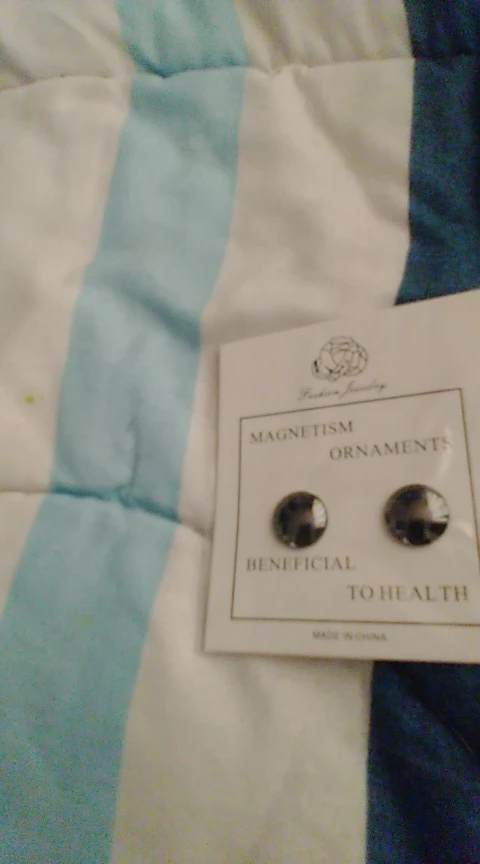 Fashion Jewelry
MAGNETISM
ORNAMENTS
BENEFICIAL
TO HEALTH
MADE IN CHINA